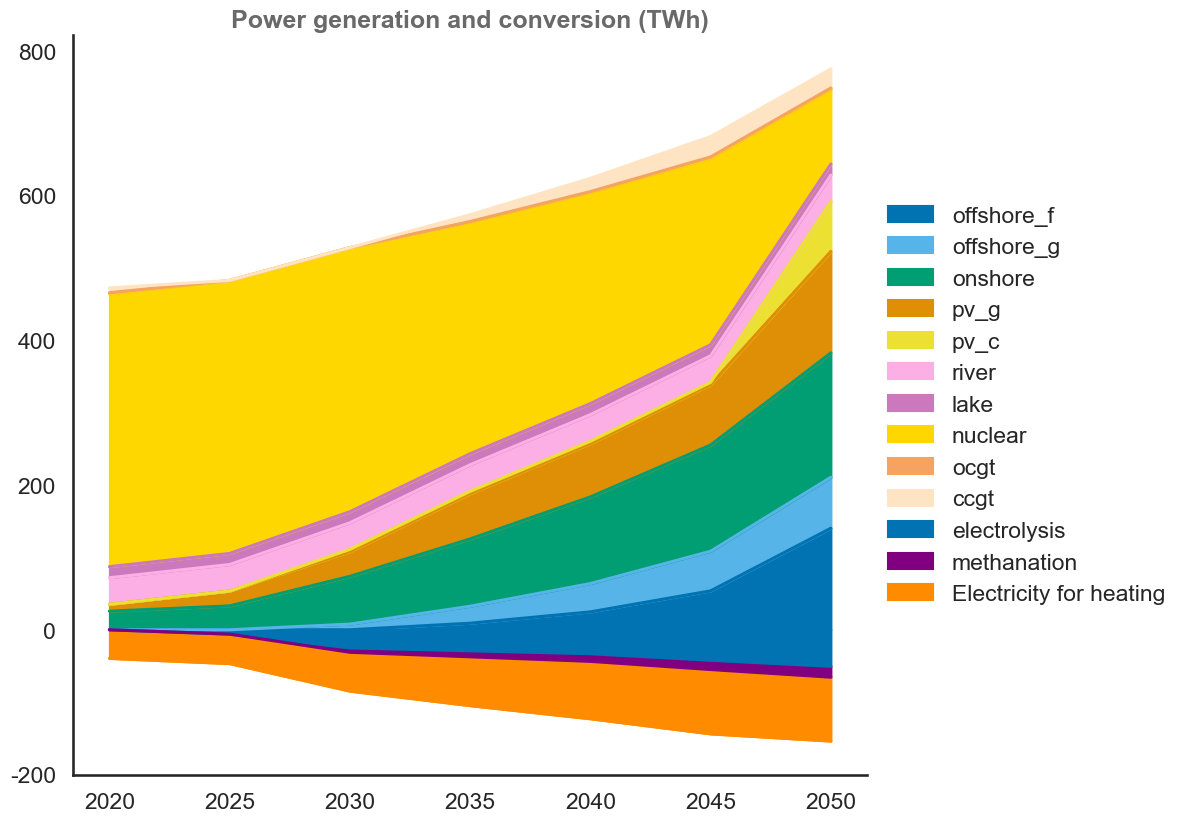 Power generation and conversion (TWh)
800
600
400
200
0
-200
2020 2025 2030 2035 2040 2045 2050
offshore_f
offshore_g
onshore
pv_g
pv_c
river
lake
nuclear
ocgt
ccgt
electrolysis
methanation
Electricity for heating